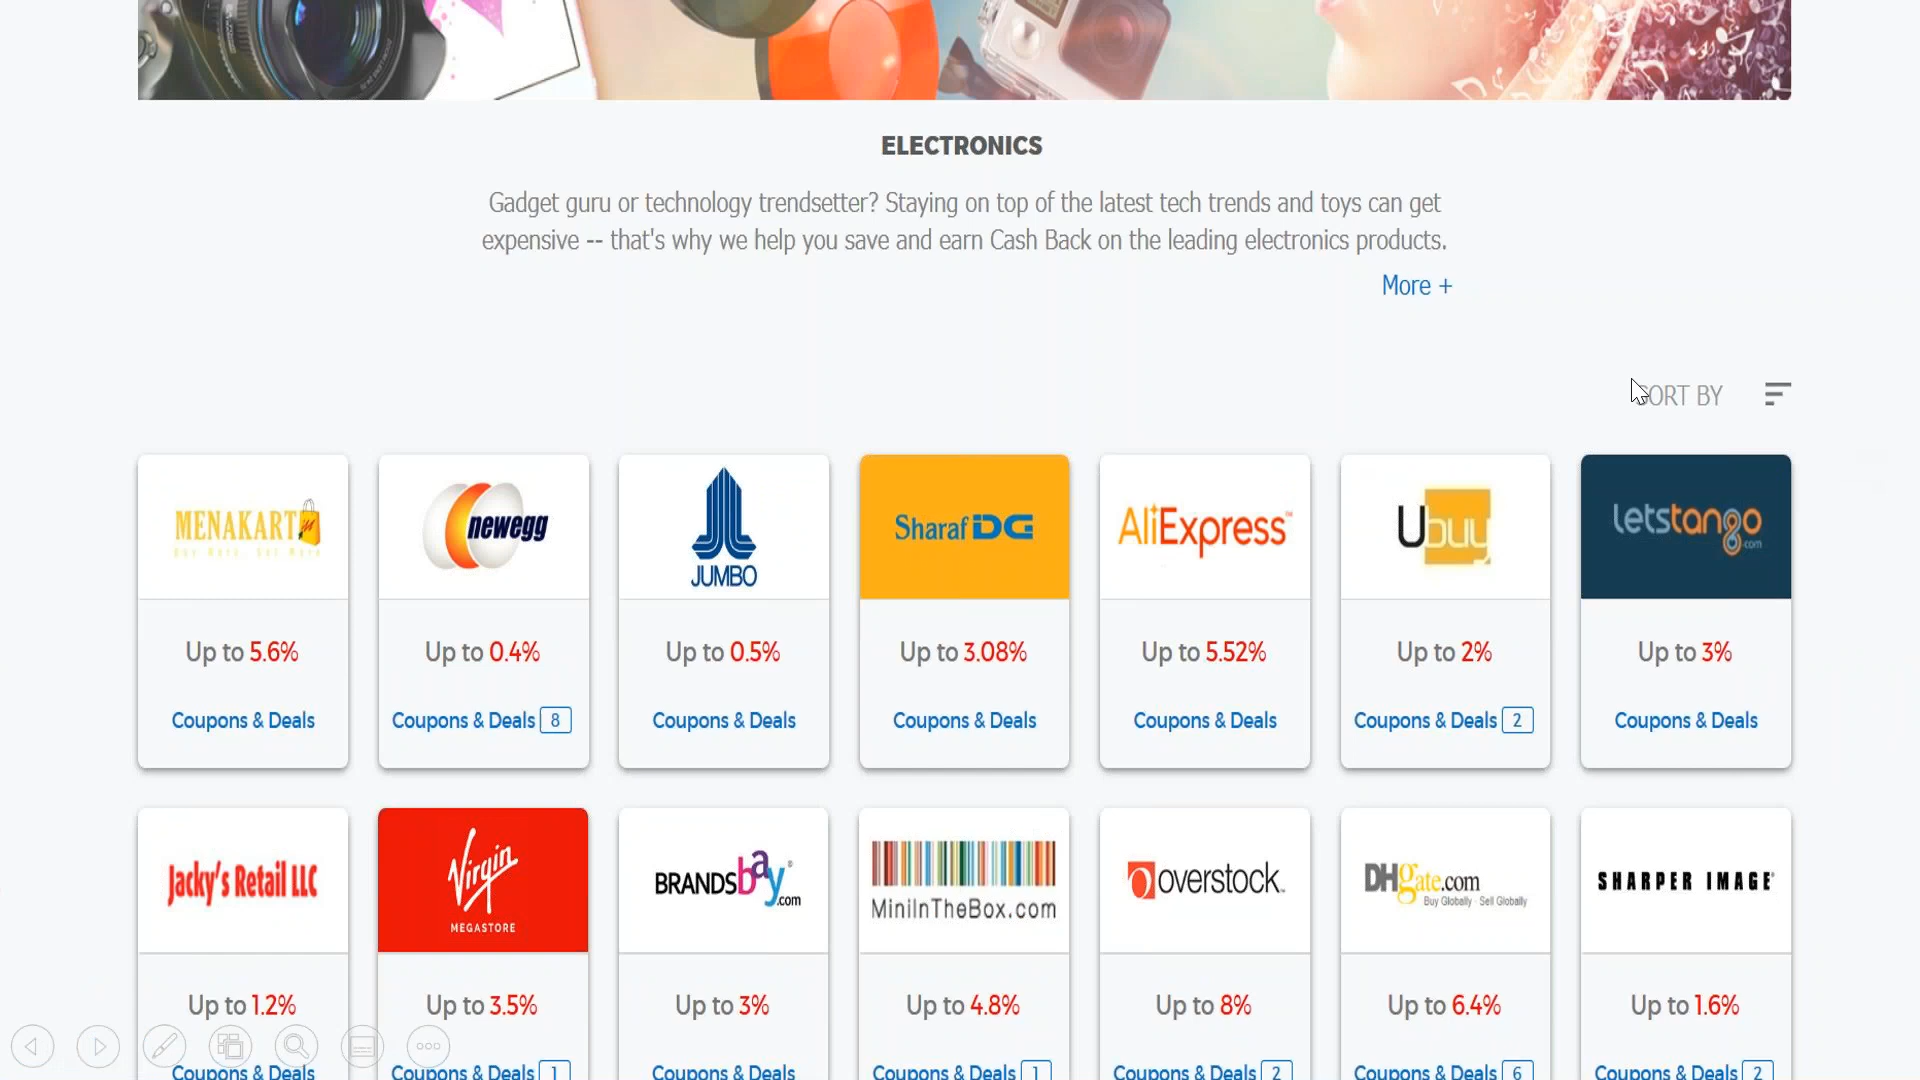 ELECTRONICS
Gadget guru or technology trendsetter? Staying on top of the latest tech trends and toys can get
expensive -- that's why we help you save and earn Cash Back on the leading electronics products.
More +
SORT BY
MENAKART
newegg
JUMBO
Sharaf DG
AliExpress
Ubuy
letstango
.com
Up to 5.6%
Up to 0.4%
Up to 0.5%
Up to 3.08%
Up to 5.52%
Up to 2%
Up to 3%
Coupons & Deals
Coupons & Deals 8
Coupons & Deals
Coupons & Deals
Coupons & Deals
Coupons & Deals 2
Coupons & Deals
Jacky's Retail LLC
Virgin
MEGASTORE
BRANDSbay.com
MiniInTheBox.com
overstock
DHgate.com
Buy Globally · Sell Globally
SHARPER IMAGE
Up to 1.2%
Up to 3.5%
Up to 3%
Up to 4.8%
Up to 8%
Up to 6.4%
Up to 1.6%
Coupons & Deals
Coupons & Deals 1
Coupons & Deals
Coupons & Deals 1
Coupons & Deals 2
Coupons & Deals 6
Coupons & Deals 2